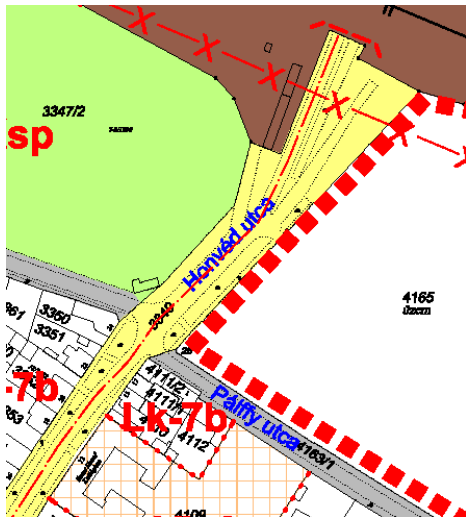 3347/2
sp
Honvéd utca
4165
üzem
3349
3350
3351
-7b
4111/2
4111/1
Lk-7b
4112
Pálffy utca
4163/1
4109